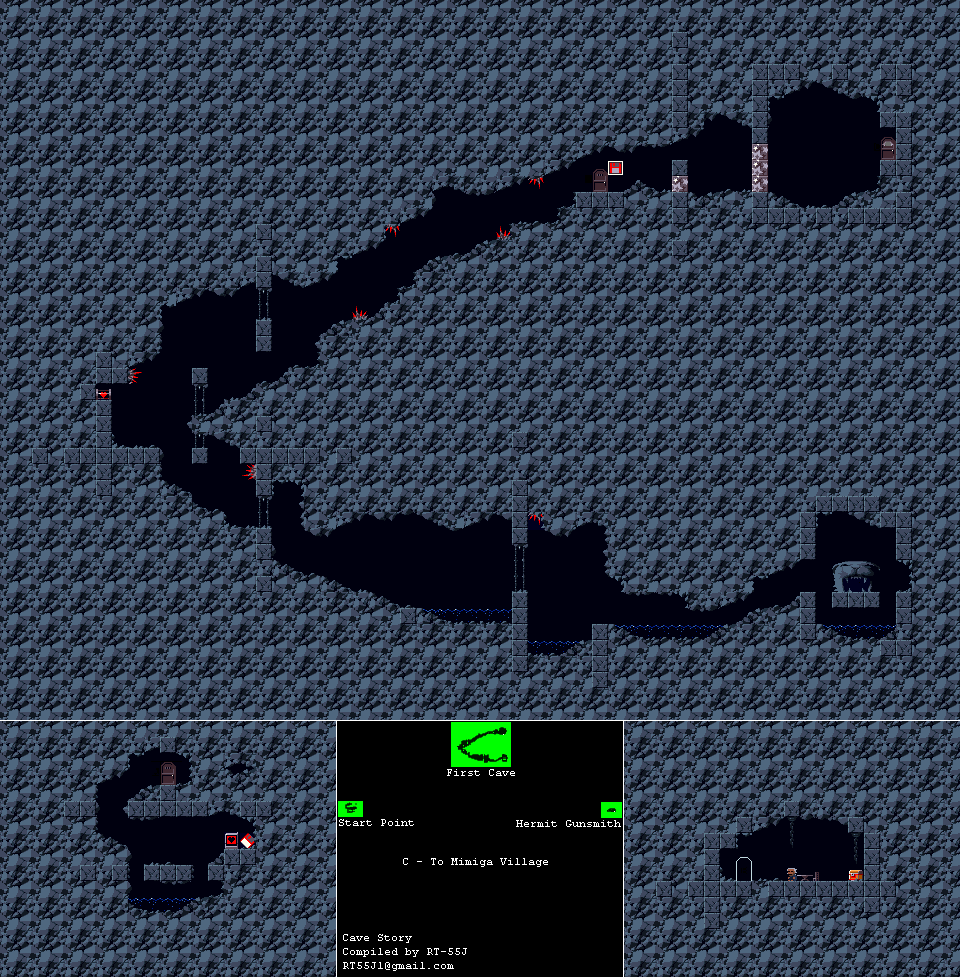 First Cave
Start Point
Hermit Gunsmith
C - To Mimiga Village
Cave Story
Compiled by RT-55J
RT55J1@gmail.com